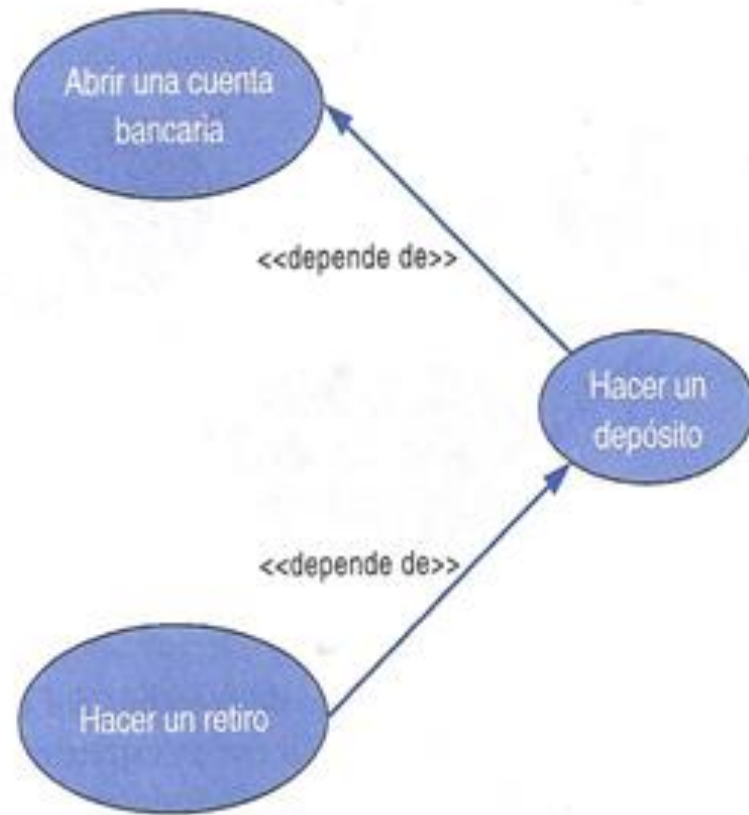 Abrir una cuenta
bancaria
<<depende de>>
Hacer un
depósito
<<depende de>>
Hacer un retiro